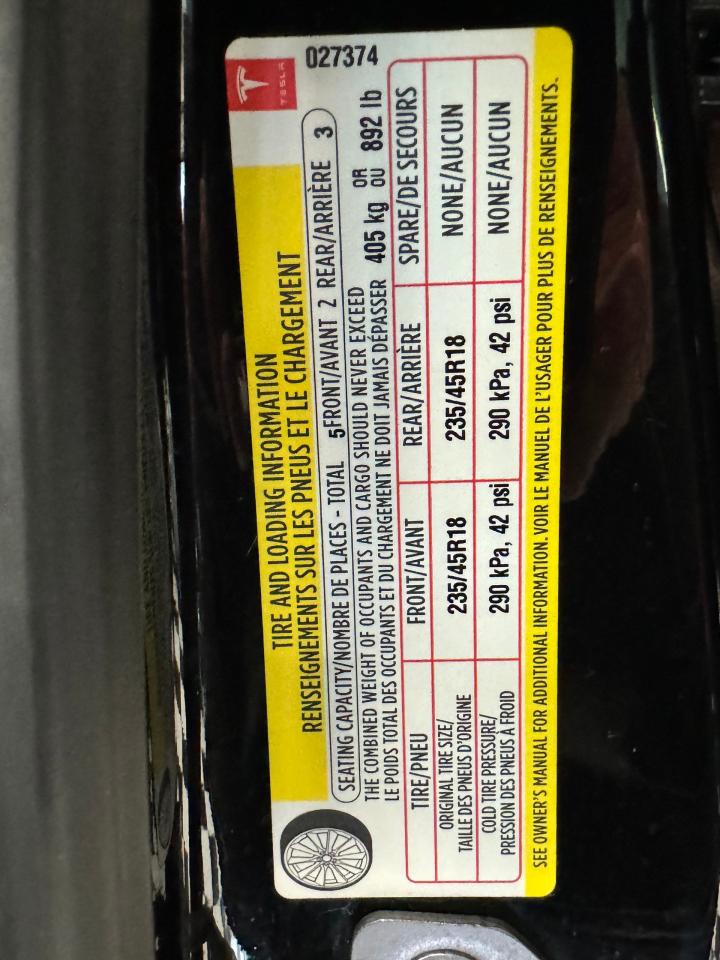 TESLA
027374
TIRE AND LOADING INFORMATION
RENSEIGNEMENTS SUR LES PNEUS ET LE CHARGEMENT
SEATING CAPACITY/NOMBRE DE PLACES - TOTAL 5 FRONT/AVANT 2 REAR/ARRIÈRE 3
THE COMBINED WEIGHT OF OCCUPANTS AND CARGO SHOULD NEVER EXCEED
LE POIDS TOTAL DES OCCUPANTS ET DU CHARGEMENT NE DOIT JAMAIS DÉPASSER
405 kg OR OU 892 lb
TIRE/PNEU FRONT/AVANT REAR/ARRIÈRE SPARE/DE SECOURS
ORIGINAL TIRE SIZE/
TAILLE DES PNEUS D'ORIGINE
235/45R18 235/45R18 NONE/AUCUN
COLD TIRE PRESSURE/
PRESSION DES PNEUS À FROID
290 kPa, 42 psi 290 kPa, 42 psi NONE/AUCUN
SEE OWNER'S MANUAL FOR ADDITIONAL INFORMATION. VOIR LE MANUEL DE L'USAGER POUR PLUS DE RENSEIGNEMENTS.